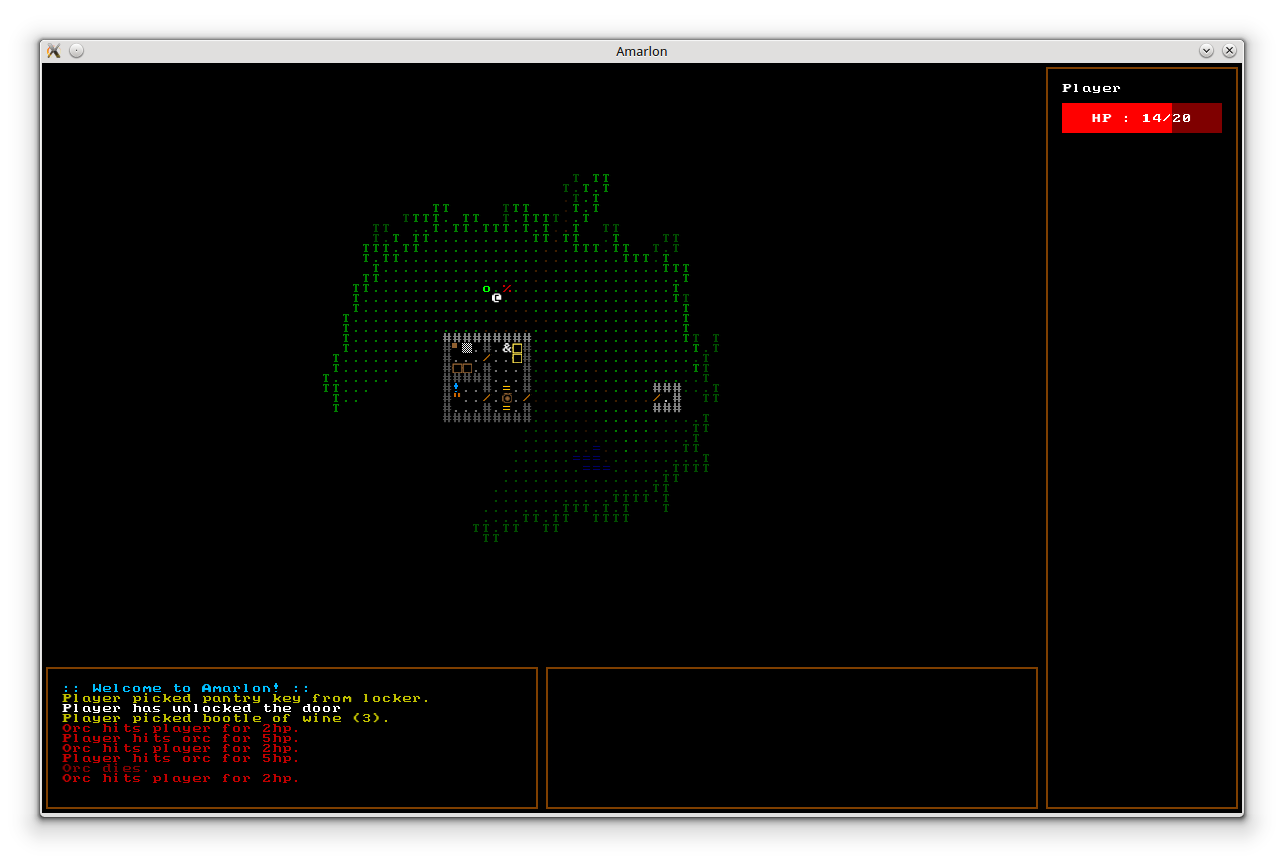 Amarlon
Player
HP : 14/20
:: Welcome to Amarlon! ::
Player picked pantry key from locker.
Player has unlocked the door
Player picked bootle of wine (3).
Orc hits player for 2hp.
Player hits orc for 5hp.
Orc hits player for 2hp.
Player hits orc for 5hp.
Orc dies.
Orc hits player for 2hp.